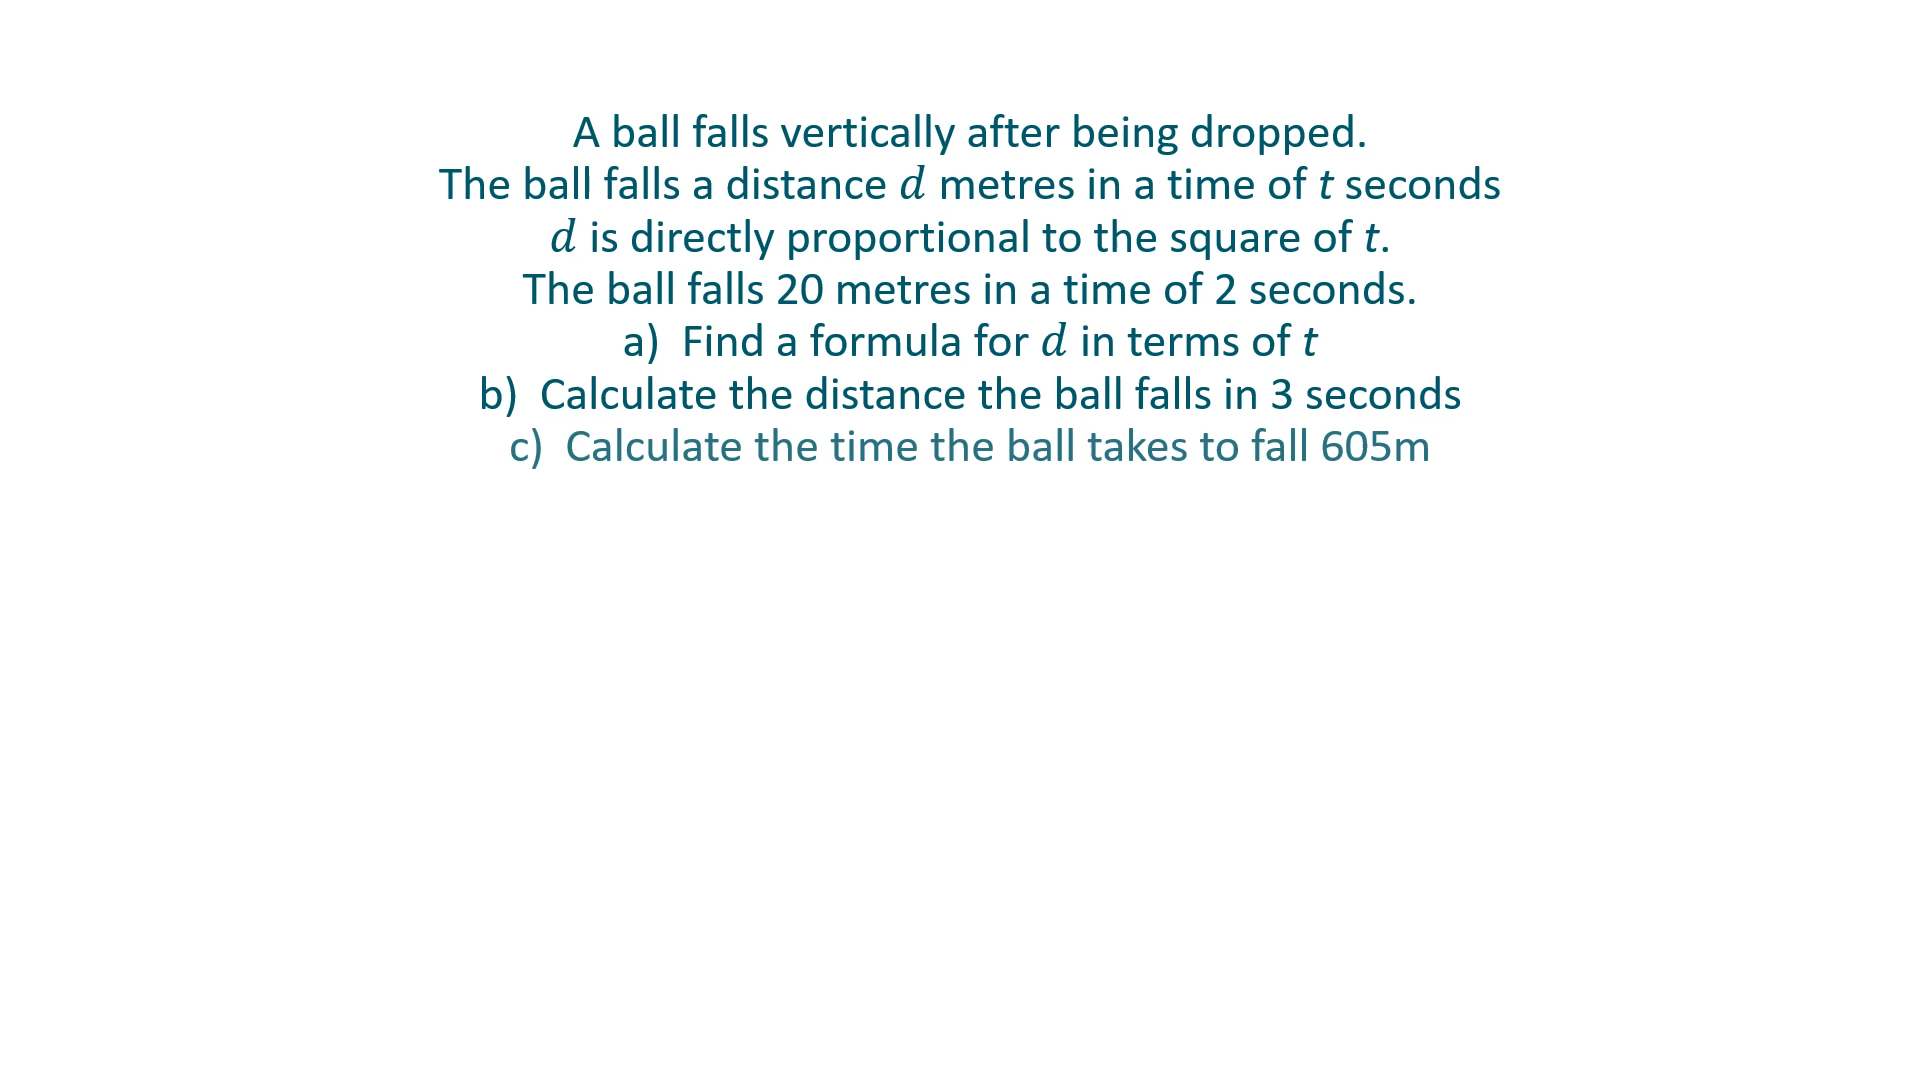 A ball falls vertically after being dropped.
The ball falls a distance d metres in a time of t seconds
d is directly proportional to the square of t.
The ball falls 20 metres in a time of 2 seconds.
a) Find a formula for d in terms of t
b) Calculate the distance the ball falls in 3 seconds
c) Calculate the time the ball takes to fall 605m